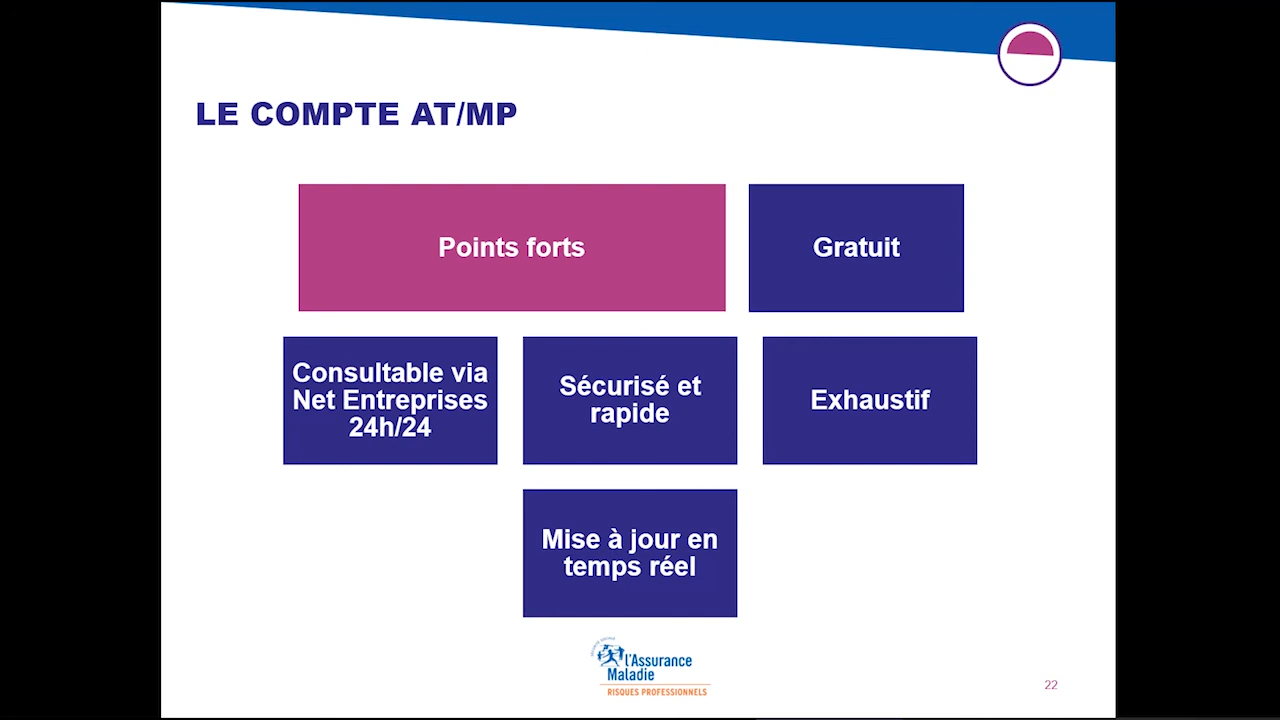 LE COMPTE AT/MP
Points forts
Gratuit
Consultable via
Net Entreprises
24h/24
Sécurisé et
rapide
Exhaustif
Mise à jour en
temps réel
l'Assurance
Maladie
RISQUES PROFESSIONNELS
22